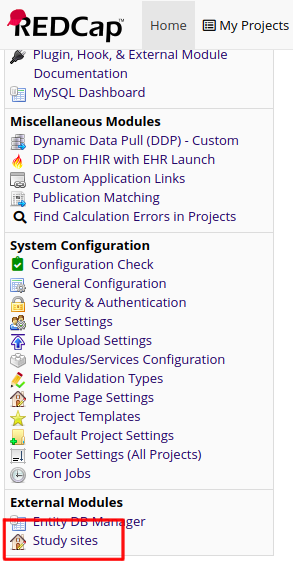 REDCap™ Home My Projects
Plugin, Hook, & External Module
Documentation
MySQL Dashboard
Miscellaneous Modules
Dynamic Data Pull (DDP) - Custom
DDP on FHIR with EHR Launch
Custom Application Links
Publication Matching
Find Calculation Errors in Projects
System Configuration
Configuration Check
General Configuration
Security & Authentication
User Settings
File Upload Settings
Modules/Services Configuration
Field Validation Types
Home Page Settings
Project Templates
Default Project Settings
Footer Settings (All Projects)
Cron Jobs
External Modules
Entity DB Manager
Study sites